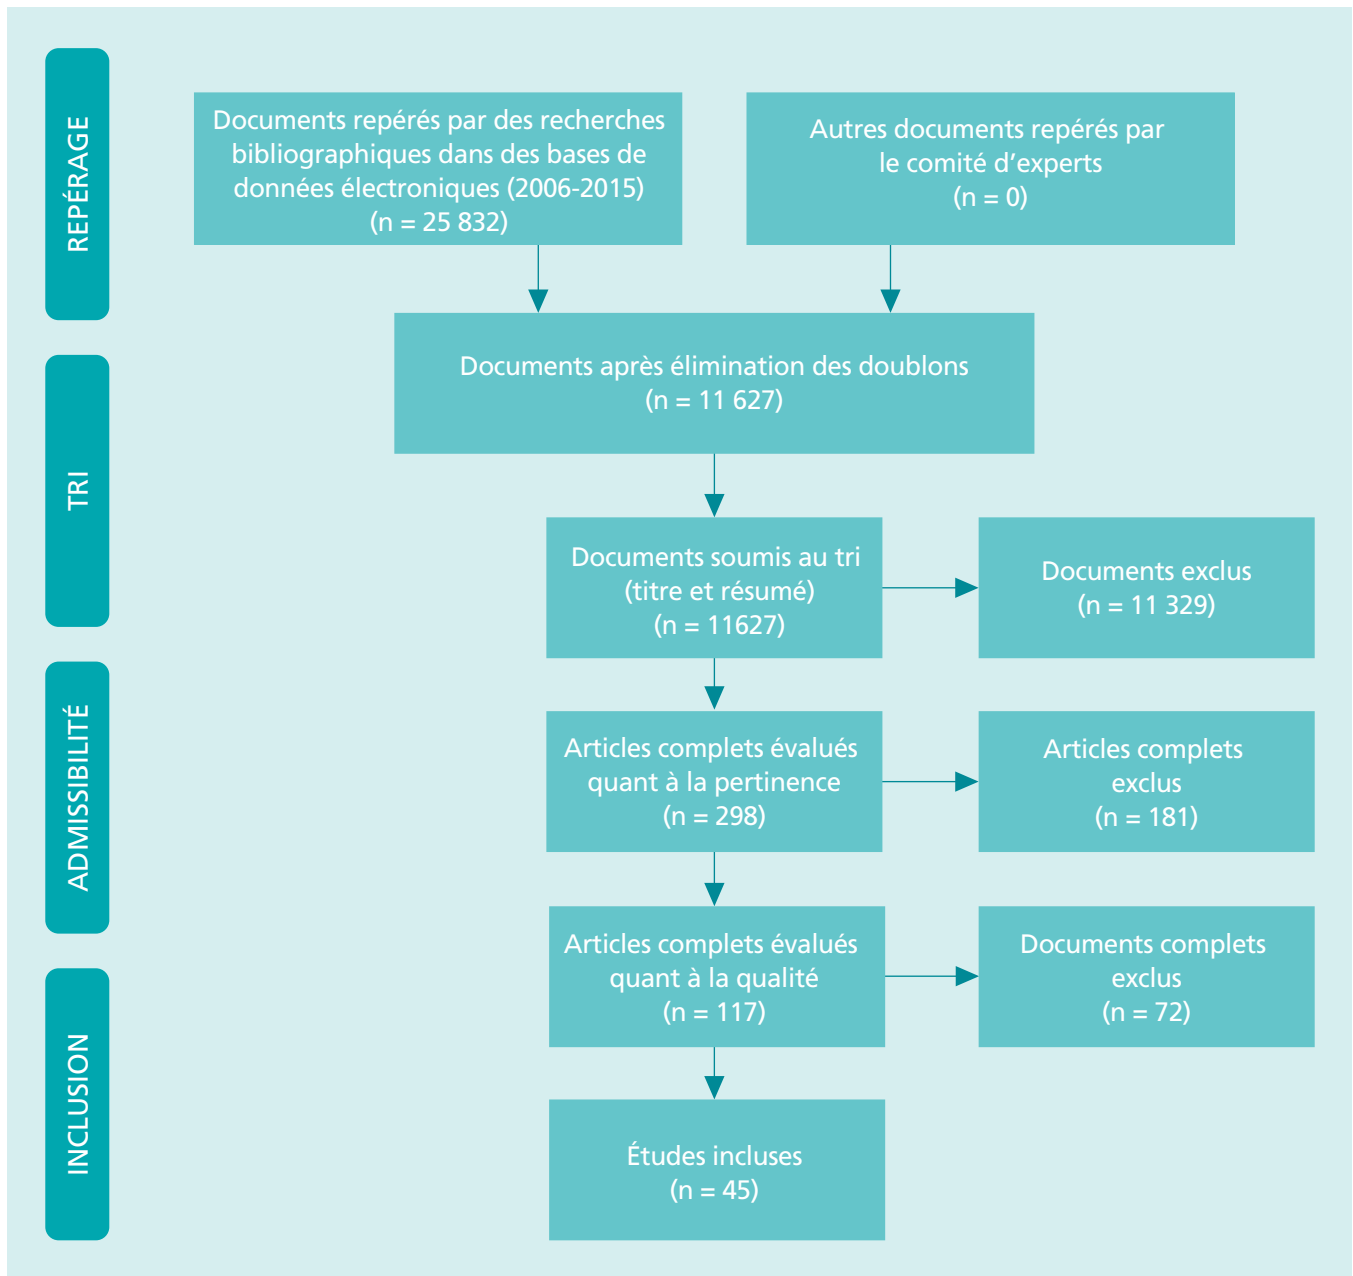 REPÉRAGE
Documents repérés par des recherches
bibliographiques dans des bases de
données électroniques (2006-2015)
(n = 25 832)
Autres documents repérés par
le comité d’experts
(n = 0)
TRI
Documents après élimination des doublons
(n = 11 627)
Documents soumis au tri
(titre et résumé)
(n = 11627)
Documents exclus
(n = 11 329)
ADMISSIBILITÉ
Articles complets évalués
quant à la pertinence
(n = 298)
Articles complets
exclus
(n = 181)
Articles complets évalués
quant à la qualité
(n = 117)
Documents complets
exclus
(n = 72)
INCLUSION
Études incluses
(n = 45)